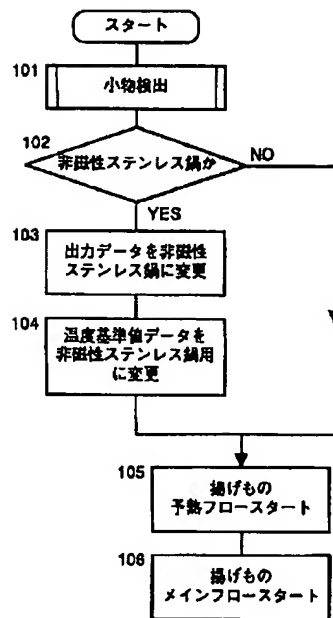 スタート
101
小物検出
102
非磁性ステンレス鍋か
NO
YES
103
出力データを非磁性
ステンレス鍋に変更
104
温度基準値データを
非磁性ステンレス鍋用
に変更
105
揚げもの
予熱フロースタート
106
揚げもの
メインフロースタート